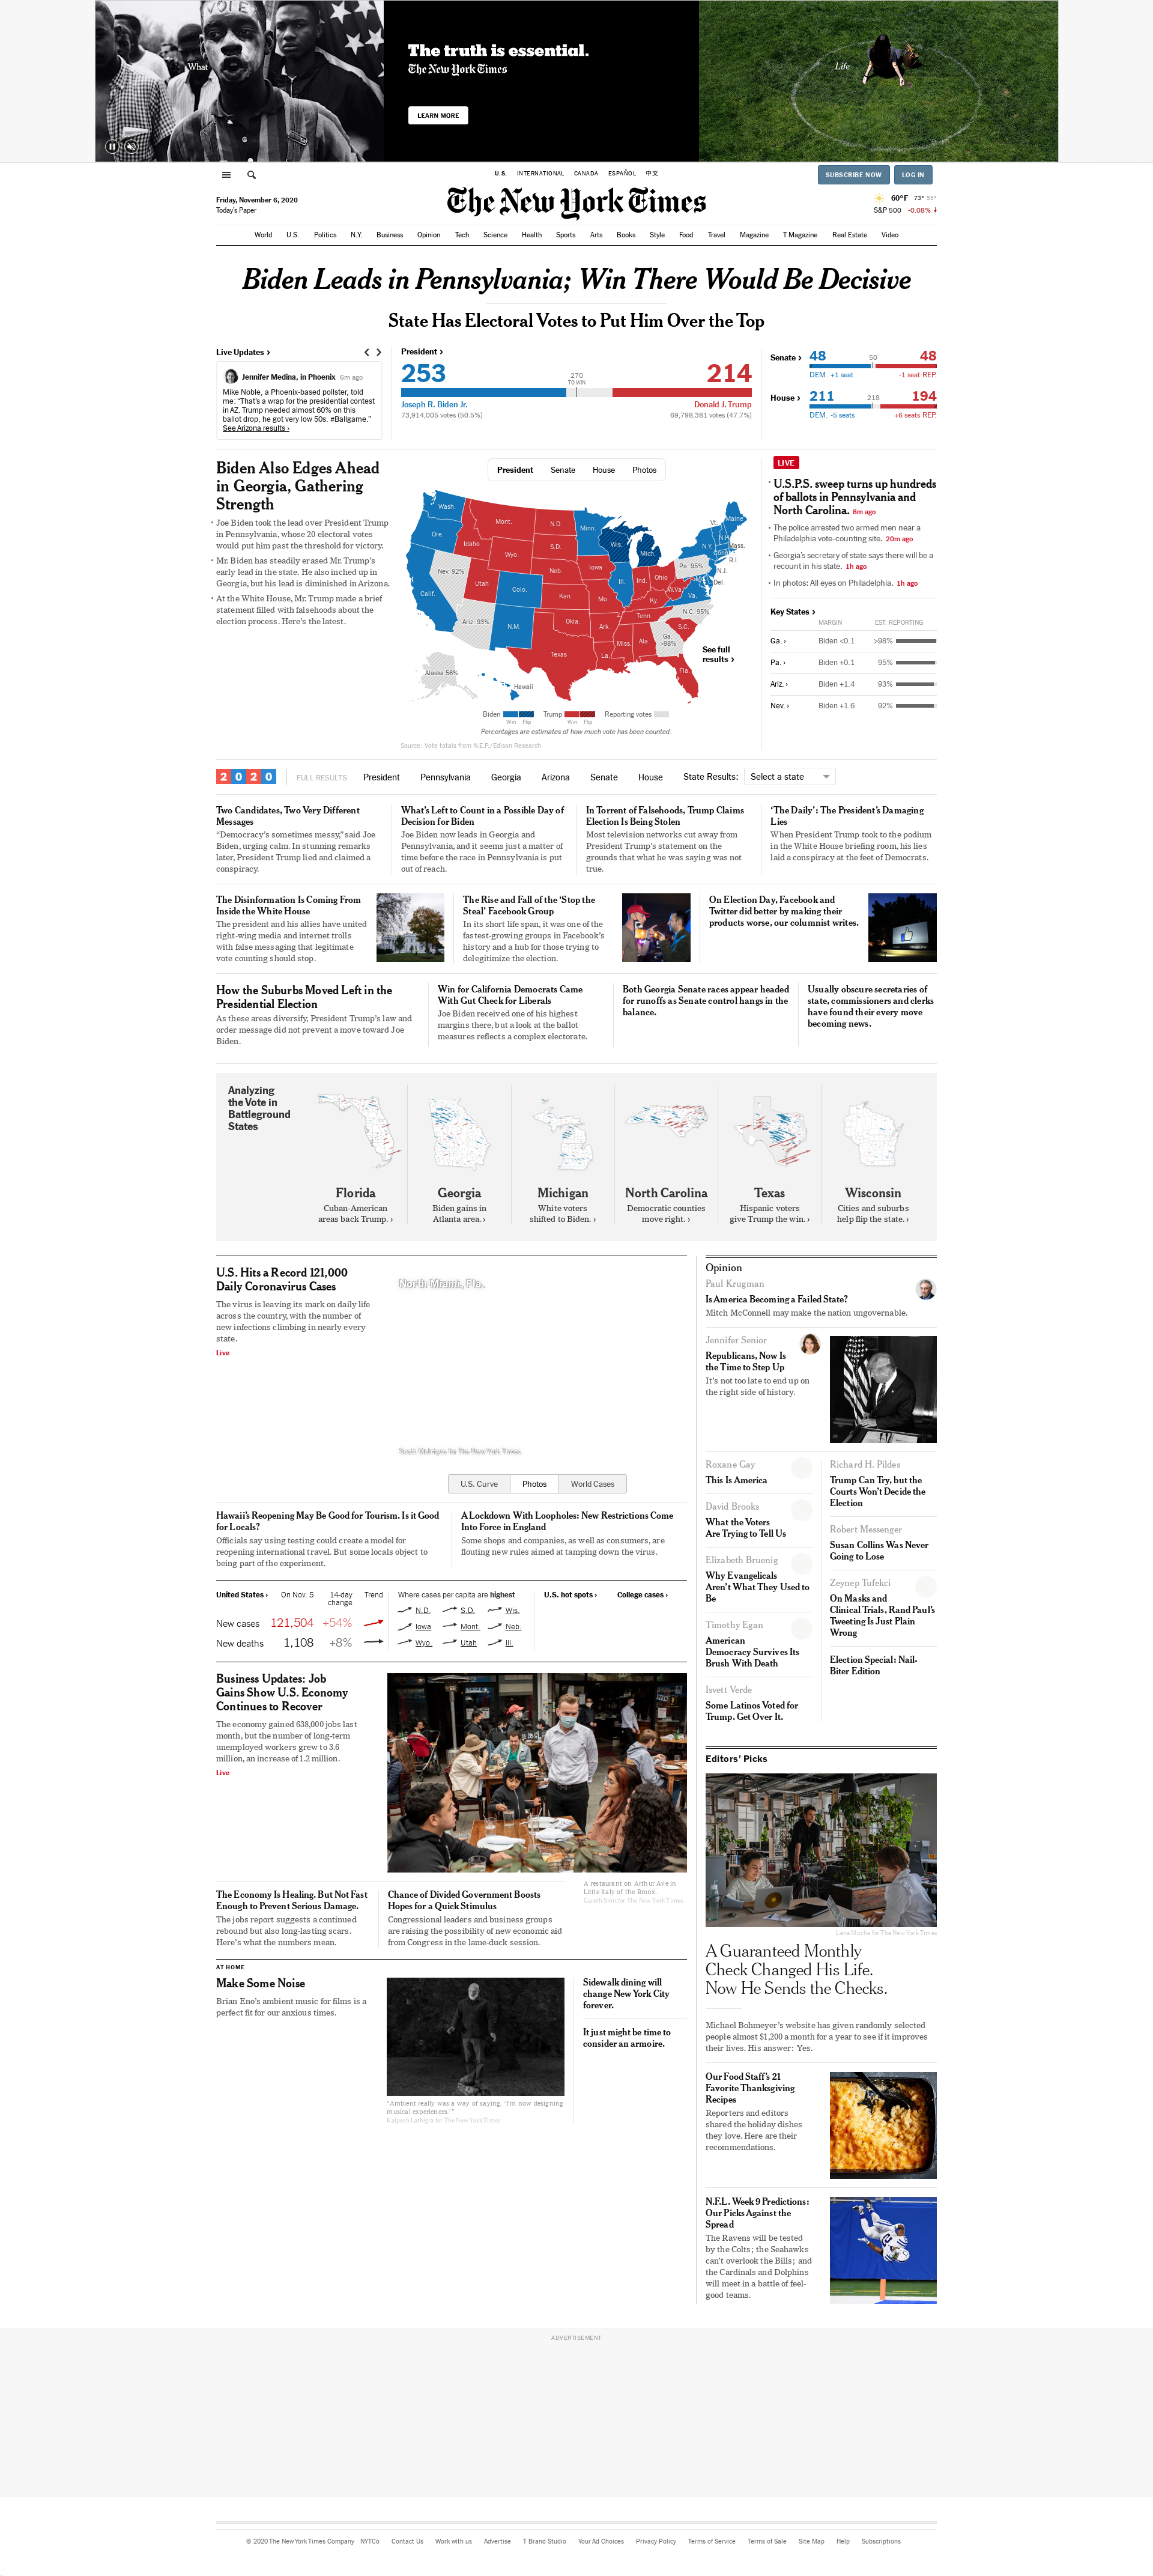 What
The truth is essential.
The New York Times
LEARN MORE
Life
U.S. INTERNATIONAL CANADA ESPAÑOL 中文
SUBSCRIBE NOW LOG IN
Friday, November 6, 2020
Today's Paper
The New York Times
60°F 73° 55°
S&P 500 -0.08% ↓
World U.S. Politics N.Y. Business Opinion Tech Science Health Sports Arts Books Style Food Travel Magazine T Magazine Real Estate Video
Biden Leads in Pennsylvania; Win There Would Be Decisive
State Has Electoral Votes to Put Him Over the Top
Live Updates ›
Jennifer Medina, in Phoenix 6m ago
Mike Noble, a Phoenix-based pollster, told
me: “That's a wrap for the presidential contest
in AZ. Trump needed almost 60% on this
ballot drop, he got very low 50s. #Ballgame.”
See Arizona results ›
President ›
253 214
270
TO WIN
Joseph R. Biden Jr. Donald J. Trump
73,914,005 votes (50.5%) 69,798,381 votes (47.7%)
Senate › 48 50 48
DEM. +1 seat -1 seat REP.
House › 211 218 194
DEM. -5 seats +6 seats REP.
Biden Also Edges Ahead
in Georgia, Gathering
Strength
• Joe Biden took the lead over President Trump
in Pennsylvania, whose 20 electoral votes
would put him past the threshold for victory.
• Mr. Biden has steadily erased Mr. Trump's
early lead in the state. He also inched up in
Georgia, but his lead is diminished in Arizona.
• At the White House, Mr. Trump made a brief
statement filled with falsehoods about the
election process. Here's the latest.
President Senate House Photos
Wash.
Ore.
Idaho
Mont.
N.D.
Minn.
Wis.
Mich.
Vt.
Maine
N.H.
Mass.
N.Y.
Conn.
R.I.
S.D.
Wyo.
Nev. 92%
Utah
Colo.
Neb.
Iowa
Ill.
Ind.
Ohio
Pa. 95%
N.J.
Del.
Calif.
Kan.
Mo.
Ky.
W.Va.
Va.
Ariz. 93%
N.M.
Okla.
Ark.
Tenn.
N.C. 95%
S.C.
Texas
La.
Miss.
Ala.
Ga.
>98%
Fla.
Alaska 56%
Hawaii
See full
results ›
Biden Trump Reporting votes
Win Flip Win Flip
Percentages are estimates of how much vote has been counted.
Source: Vote totals from N.E.P./Edison Research
LIVE
• U.S.P.S. sweep turns up hundreds
of ballots in Pennsylvania and
North Carolina. 8m ago
• The police arrested two armed men near a
Philadelphia vote-counting site. 20m ago
• Georgia's secretary of state says there will be a
recount in his state. 1h ago
• In photos: All eyes on Philadelphia. 1h ago
Key States ›
MARGIN EST. REPORTING
Ga. › Biden <0.1 >98%
Pa. › Biden +0.1 95%
Ariz. › Biden +1.4 93%
Nev. › Biden +1.6 92%
2020 FULL RESULTS President Pennsylvania Georgia Arizona Senate House State Results: Select a state
Two Candidates, Two Very Different
Messages
“Democracy's sometimes messy,” said Joe
Biden, urging calm. In stunning remarks
later, President Trump lied and claimed a
conspiracy.
What's Left to Count in a Possible Day of
Decision for Biden
Joe Biden now leads in Georgia and
Pennsylvania, and it seems just a matter of
time before the race in Pennsylvania is put
out of reach.
In Torrent of Falsehoods, Trump Claims
Election Is Being Stolen
Most television networks cut away from
President Trump's statement on the
grounds that what he was saying was not
true.
‘The Daily’: The President's Damaging
Lies
When President Trump took to the podium
in the White House briefing room, his lies
laid a conspiracy at the feet of Democrats.
The Disinformation Is Coming From
Inside the White House
The president and his allies have united
right-wing media and internet trolls
with false messaging that legitimate
vote counting should stop.
The Rise and Fall of the ‘Stop the
Steal’ Facebook Group
In its short life span, it was one of the
fastest-growing groups in Facebook's
history and a hub for those trying to
delegitimize the election.
On Election Day, Facebook and
Twitter did better by making their
products worse, our columnist writes.
How the Suburbs Moved Left in the
Presidential Election
As these areas diversify, President Trump's law and
order message did not prevent a move toward Joe
Biden.
Win for California Democrats Came
With Gut Check for Liberals
Joe Biden received one of his highest
margins there, but a look at the ballot
measures reflects a complex electorate.
Both Georgia Senate races appear headed
for runoffs as Senate control hangs in the
balance.
Usually obscure secretaries of
state, commissioners and clerks
have found their every move
becoming news.
Analyzing
the Vote in
Battleground
States
Florida
Cuban-American
areas back Trump. ›
Georgia
Biden gains in
Atlanta area. ›
Michigan
White voters
shifted to Biden. ›
North Carolina
Democratic counties
move right. ›
Texas
Hispanic voters
give Trump the win. ›
Wisconsin
Cities and suburbs
help flip the state. ›
U.S. Hits a Record 121,000
Daily Coronavirus Cases
The virus is leaving its mark on daily life
across the country, with the number of
new infections climbing in nearly every
state.
Live
North Miami, Fla.
Scott McIntyre for The New York Times
U.S. Curve Photos World Cases
Hawaii's Reopening May Be Good for Tourism. Is it Good
for Locals?
Officials say using testing could create a model for
reopening international travel. But some locals object to
being part of the experiment.
A Lockdown With Loopholes: New Restrictions Come
Into Force in England
Some shops and companies, as well as consumers, are
flouting new rules aimed at tamping down the virus.
United States › On Nov. 5 14-day
change Trend
New cases 121,504 +54%
New deaths 1,108 +8%
Where cases per capita are highest
N.D. S.D. Wis.
Iowa Mont. Neb.
Wyo. Utah Ill.
U.S. hot spots › College cases ›
Business Updates: Job
Gains Show U.S. Economy
Continues to Recover
The economy gained 638,000 jobs last
month, but the number of long-term
unemployed workers grew to 3.6
million, an increase of 1.2 million.
Live
A restaurant on Arthur Ave in
Little Italy of the Bronx.
Gareth Smit for The New York Times
The Economy Is Healing. But Not Fast
Enough to Prevent Serious Damage.
The jobs report suggests a continued
rebound but also long-lasting scars.
Here's what the numbers mean.
Chance of Divided Government Boosts
Hopes for a Quick Stimulus
Congressional leaders and business groups
are raising the possibility of new economic aid
from Congress in the lame-duck session.
AT HOME
Make Some Noise
Brian Eno's ambient music for films is a
perfect fit for our anxious times.
“Ambient really was a way of saying, ‘I'm now designing
musical experiences.’”
Kalpesh Lathigra for The New York Times
Sidewalk dining will
change New York City
forever.
It just might be time to
consider an armoire.
Opinion
Paul Krugman
Is America Becoming a Failed State?
Mitch McConnell may make the nation ungovernable.
Jennifer Senior
Republicans, Now Is
the Time to Step Up
It's not too late to end up on
the right side of history.
Roxane Gay
This Is America
David Brooks
What the Voters
Are Trying to Tell Us
Elizabeth Bruenig
Why Evangelicals
Aren't What They Used to
Be
Timothy Egan
American
Democracy Survives Its
Brush With Death
Isvett Verde
Some Latinos Voted for
Trump. Get Over It.
Richard H. Pildes
Trump Can Try, but the
Courts Won't Decide the
Election
Robert Messenger
Susan Collins Was Never
Going to Lose
Zeynep Tufekci
On Masks and
Clinical Trials, Rand Paul's
Tweeting Is Just Plain
Wrong
Election Special: Nail-
Biter Edition
Editors' Picks
Lena Mucha for The New York Times
A Guaranteed Monthly
Check Changed His Life.
Now He Sends the Checks.
Michael Bohmeyer's website has given randomly selected
people almost $1,200 a month for a year to see if it improves
their lives. His answer: Yes.
Our Food Staff's 21
Favorite Thanksgiving
Recipes
Reporters and editors
shared the holiday dishes
they love. Here are their
recommendations.
N.F.L. Week 9 Predictions:
Our Picks Against the
Spread
The Ravens will be tested
by the Colts; the Seahawks
can't overlook the Bills; and
the Cardinals and Dolphins
will meet in a battle of feel-
good teams.
ADVERTISEMENT
© 2020 The New York Times Company NYTCo Contact Us Work with us Advertise T Brand Studio Your Ad Choices Privacy Policy Terms of Service Terms of Sale Site Map Help Subscriptions